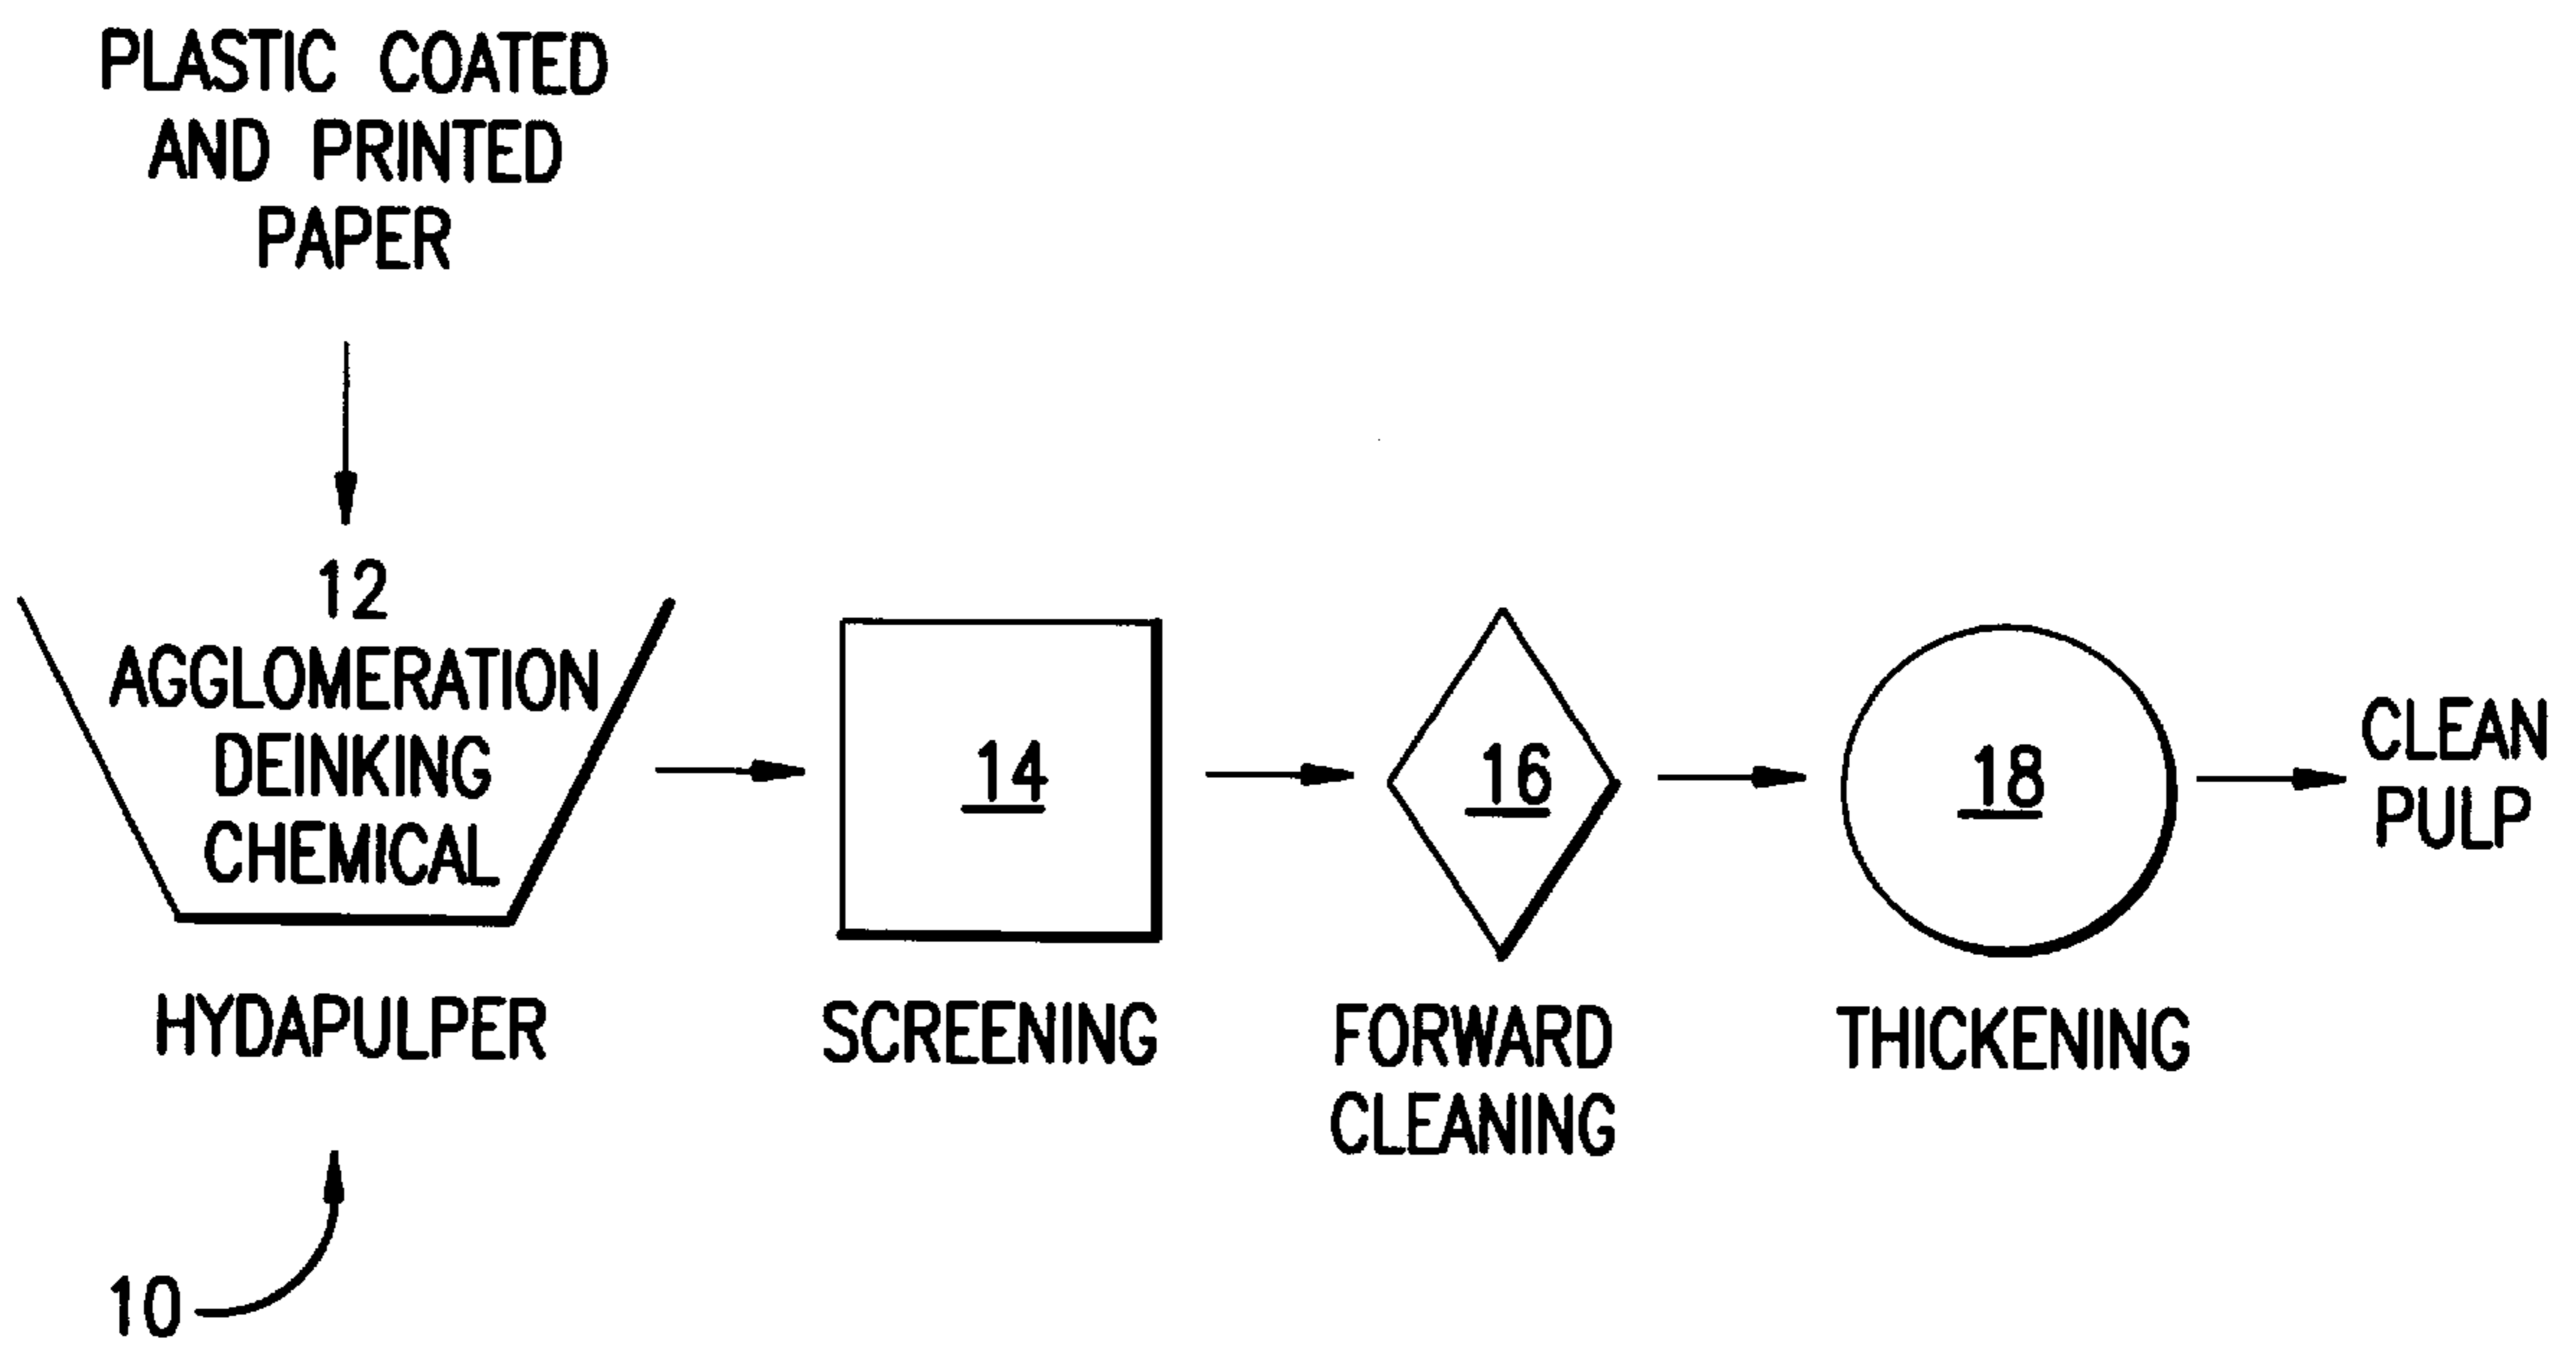 PLASTIC COATED
AND PRINTED
PAPER
12
AGGLOMERATION
DEINKING
CHEMICAL
HYDAPULPER
10
14
SCREENING
16
FORWARD
CLEANING
18
THICKENING
CLEAN
PULP